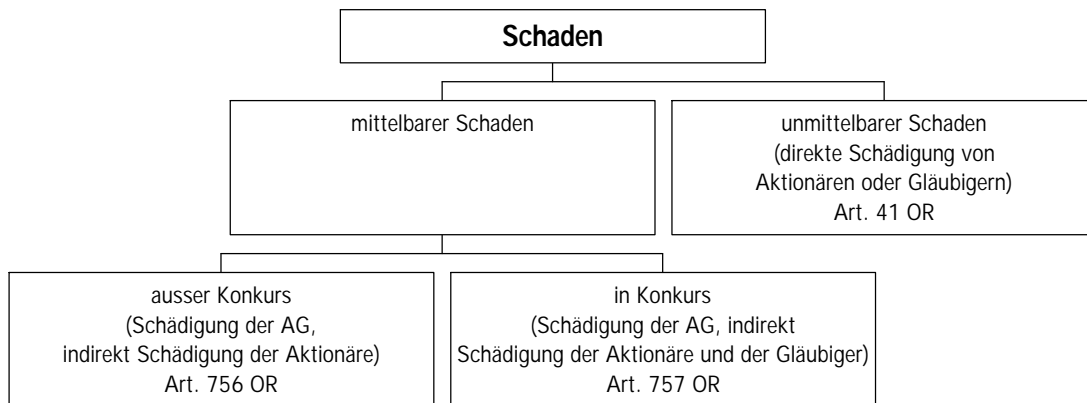 Schaden
mittelbarer Schaden
unmittelbarer Schaden
(direkte Schädigung von
Aktionären oder Gläubigern)
Art. 41 OR
ausser Konkurs
(Schädigung der AG,
indirekt Schädigung der Aktionäre)
Art. 756 OR
in Konkurs
(Schädigung der AG, indirekt
Schädigung der Aktionäre und der Gläubiger)
Art. 757 OR